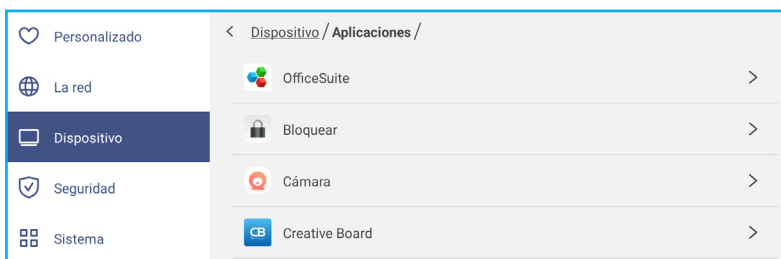 Personalizado
La red
Dispositivo
Seguridad
Sistema
Dispositivo / Aplicaciones /
OfficeSuite
Bloquear
Cámara
CB
Creative Board